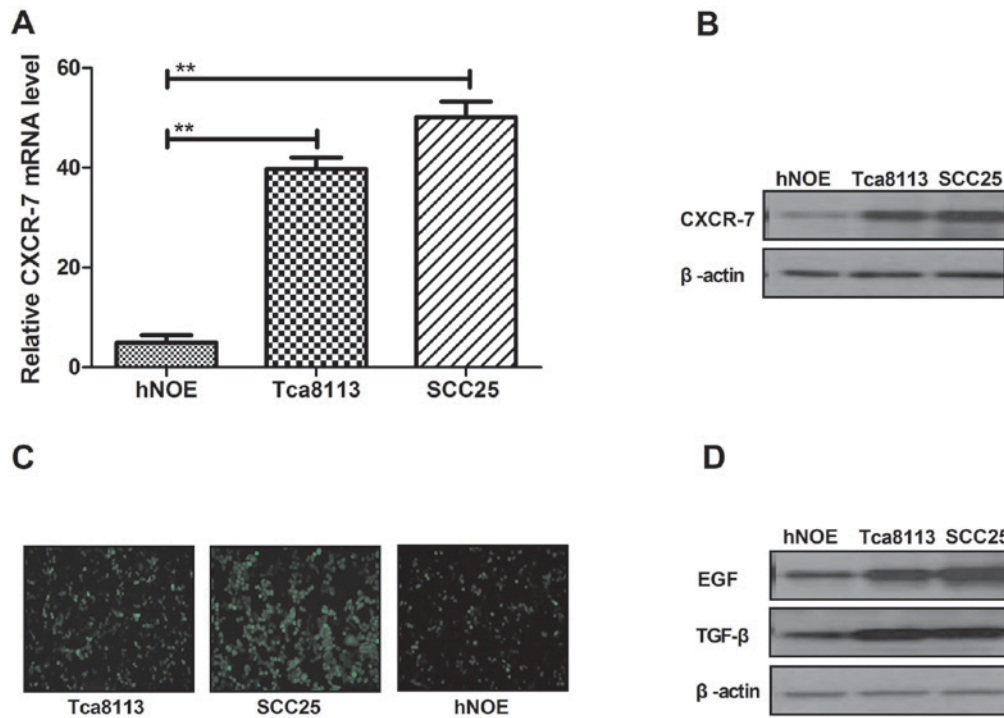 A
Relative CXCR-7 mRNA level
60
40
20
0
**
**
hNOE Tca8113 SCC25
B
hNOE Tca8113 SCC25
CXCR-7
β -actin
C
Tca8113 SCC25 hNOE
D
hNOE Tca8113 SCC25
EGF
TGF-β
β -actin